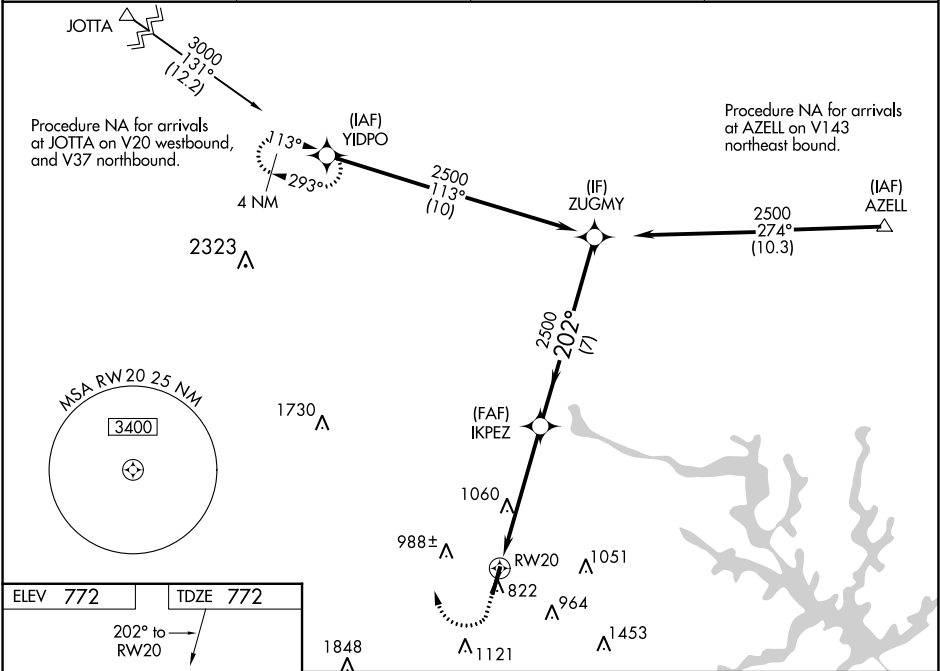 JOTTA
3000
131°
(12.2)
Procedure NA for arrivals
at JOTTA on V20 westbound,
and V37 northbound.
(IAF)
YIDPO
113°
293°
4 NM
2500
113°
(10)
Procedure NA for arrivals
at AZELL on V143
northeast bound.
(IF)
ZUGMY
(IAF)
AZELL
2500
274°
(10.3)
2323
2500
202°
(7)
MSA RW20 25 NM
3400
1730
(FAF)
IKPEZ
1060
988±
RW20
1051
822
964
1453
1121
1848
ELEV 772
TDZE 772
202° to
RW20